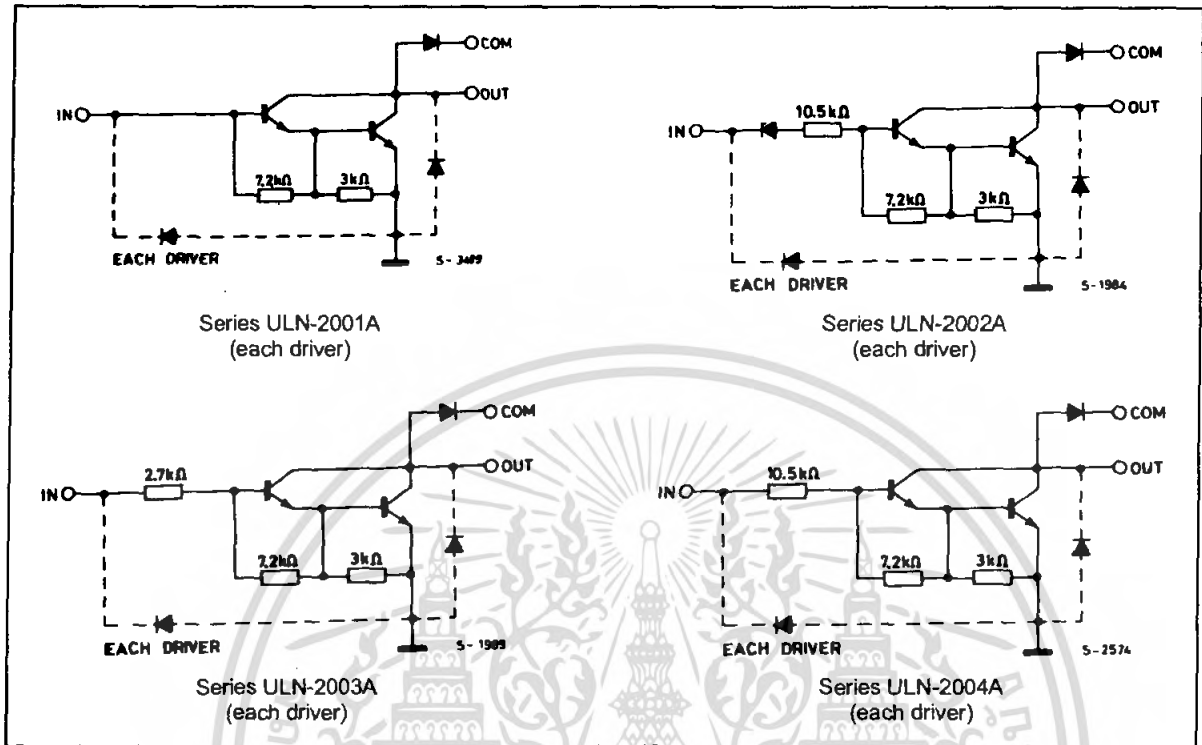 COM
OUT
IN
7.2kΩ
3kΩ
EACH DRIVER
S-3489
Series ULN-2001A
(each driver)
COM
OUT
IN
10.5kΩ
7.2kΩ
3kΩ
EACH DRIVER
S-1984
Series ULN-2002A
(each driver)
COM
OUT
IN
2.7kΩ
7.2kΩ
3kΩ
EACH DRIVER
S-1989
Series ULN-2003A
(each driver)
COM
OUT
IN
10.5kΩ
7.2kΩ
3kΩ
EACH DRIVER
S-2574
Series ULN-2004A
(each driver)